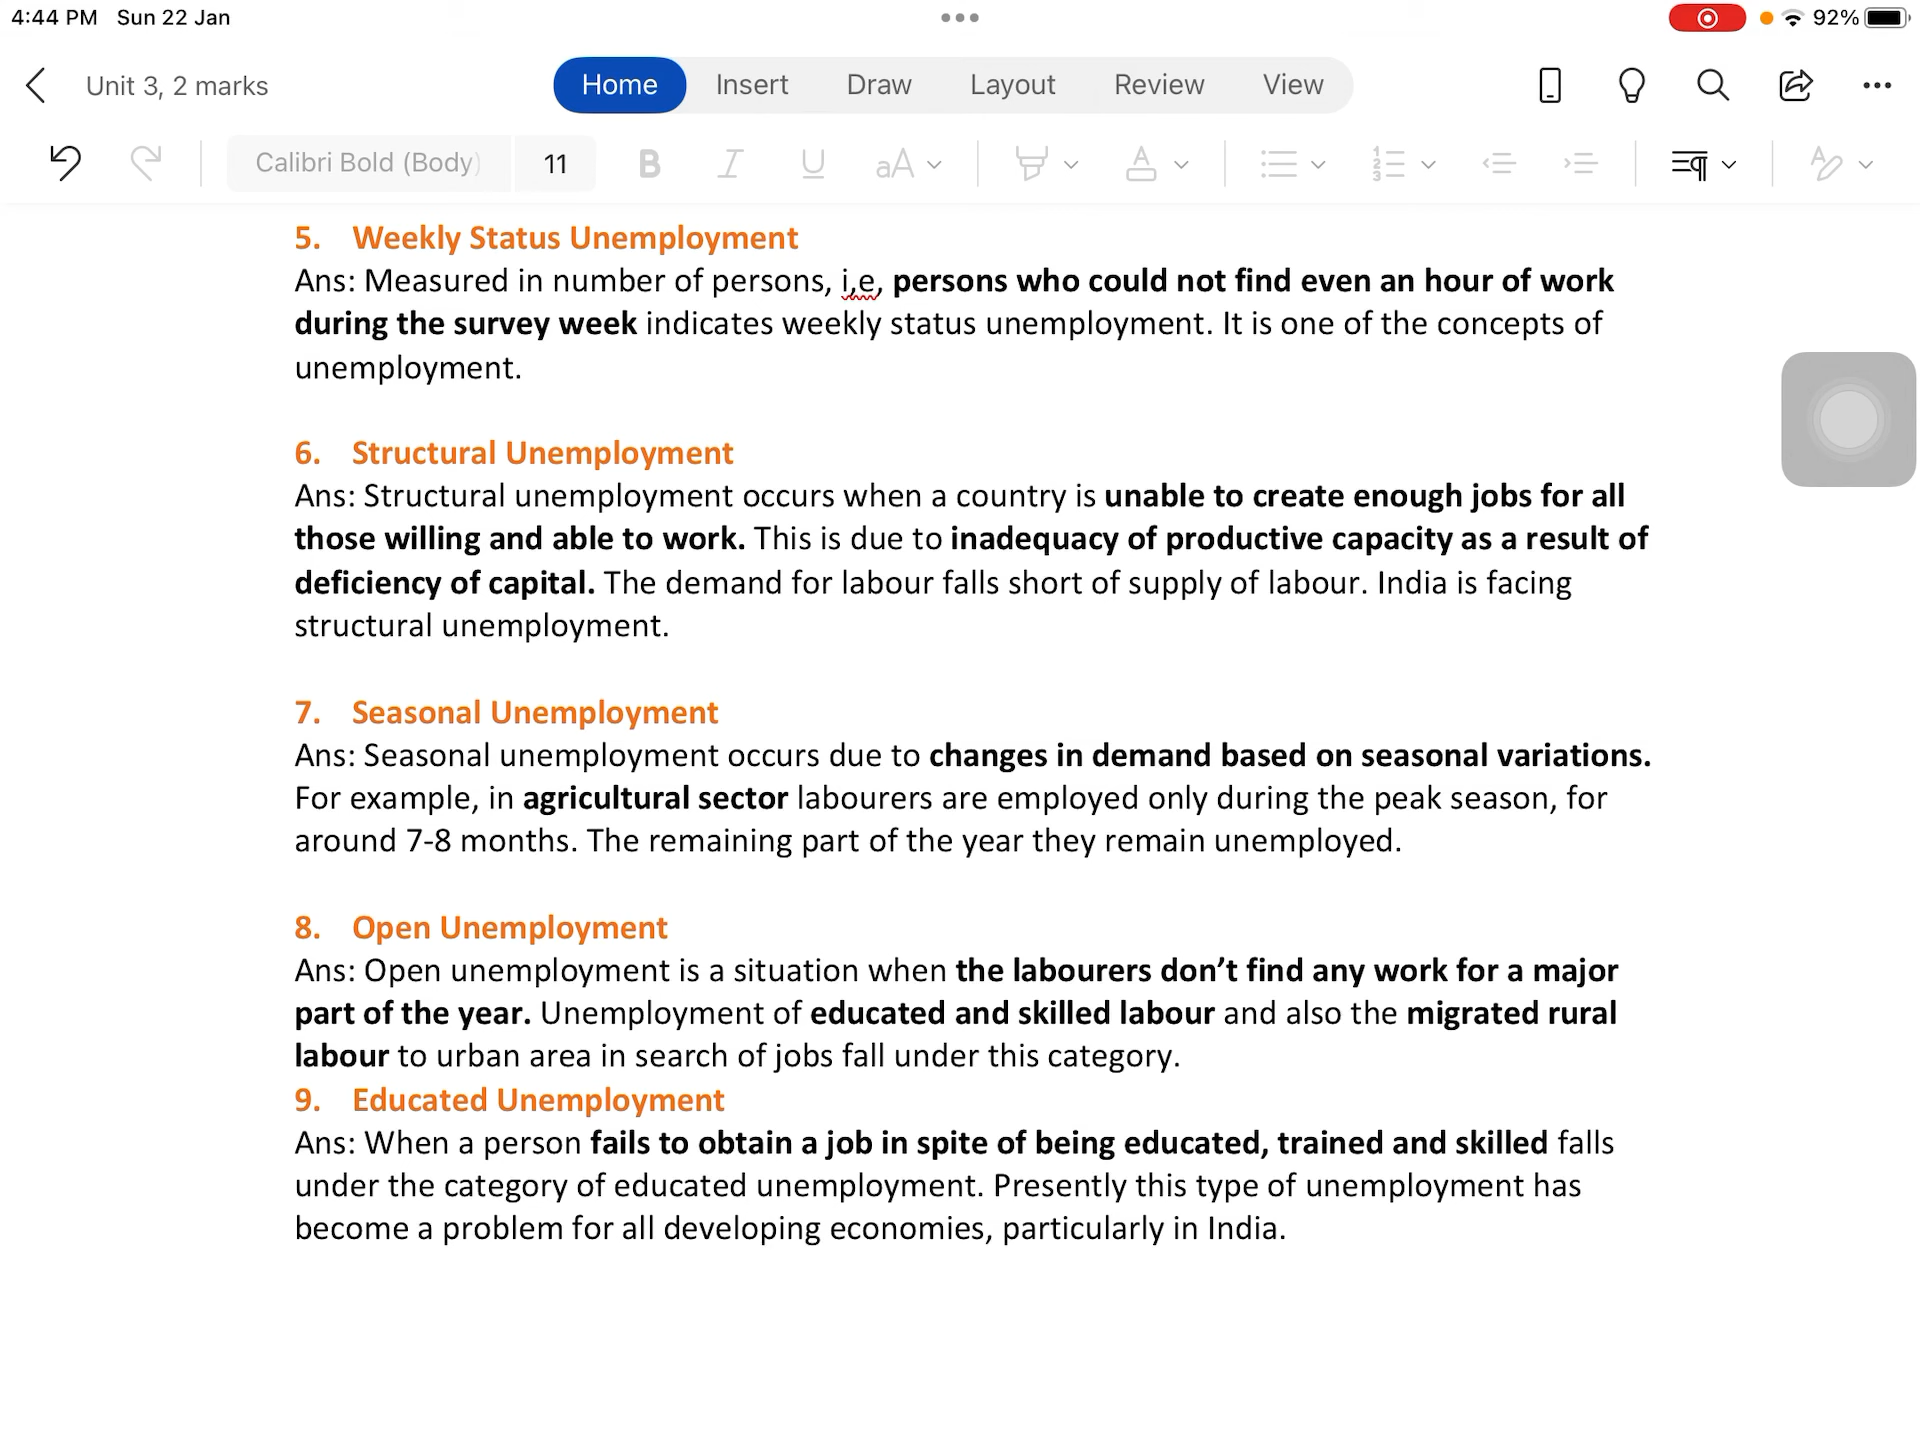 4:44 PM Sun 22 Jan
92%
Unit 3, 2 marks
Home Insert Draw Layout Review View
Calibri Bold (Body) 11 B I U aA A A
5. Weekly Status Unemployment
Ans: Measured in number of persons, i,e, persons who could not find even an hour of work
during the survey week indicates weekly status unemployment. It is one of the concepts of
unemployment.
6. Structural Unemployment
Ans: Structural unemployment occurs when a country is unable to create enough jobs for all
those willing and able to work. This is due to inadequacy of productive capacity as a result of
deficiency of capital. The demand for labour falls short of supply of labour. India is facing
structural unemployment.
7. Seasonal Unemployment
Ans: Seasonal unemployment occurs due to changes in demand based on seasonal variations.
For example, in agricultural sector labourers are employed only during the peak season, for
around 7-8 months. The remaining part of the year they remain unemployed.
8. Open Unemployment
Ans: Open unemployment is a situation when the labourers don’t find any work for a major
part of the year. Unemployment of educated and skilled labour and also the migrated rural
labour to urban area in search of jobs fall under this category.
9. Educated Unemployment
Ans: When a person fails to obtain a job in spite of being educated, trained and skilled falls
under the category of educated unemployment. Presently this type of unemployment has
become a problem for all developing economies, particularly in India.